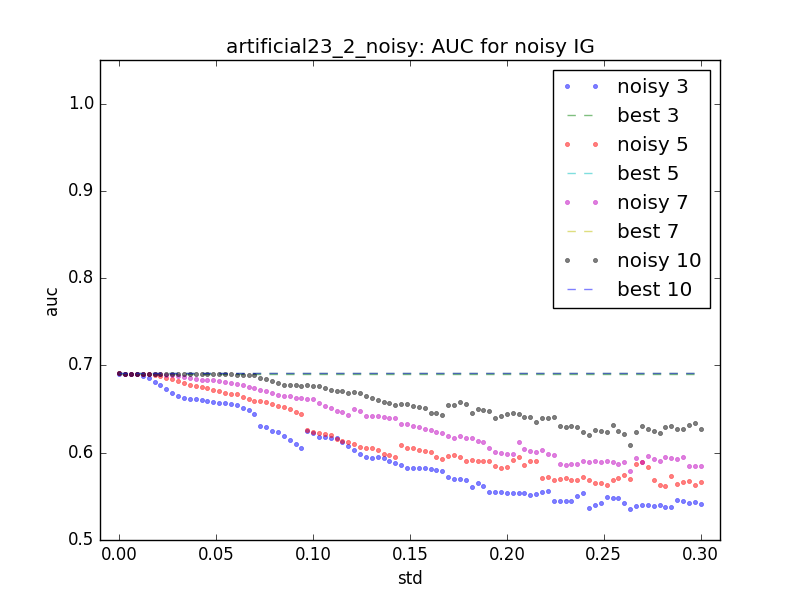 artificial23_2_noisy: AUC for noisy IG
noisy 3
best 3
noisy 5
best 5
noisy 7
best 7
noisy 10
best 10
auc
1.0
0.9
0.8
0.7
0.6
0.5
0.00 0.05 0.10 0.15 0.20 0.25 0.30
std